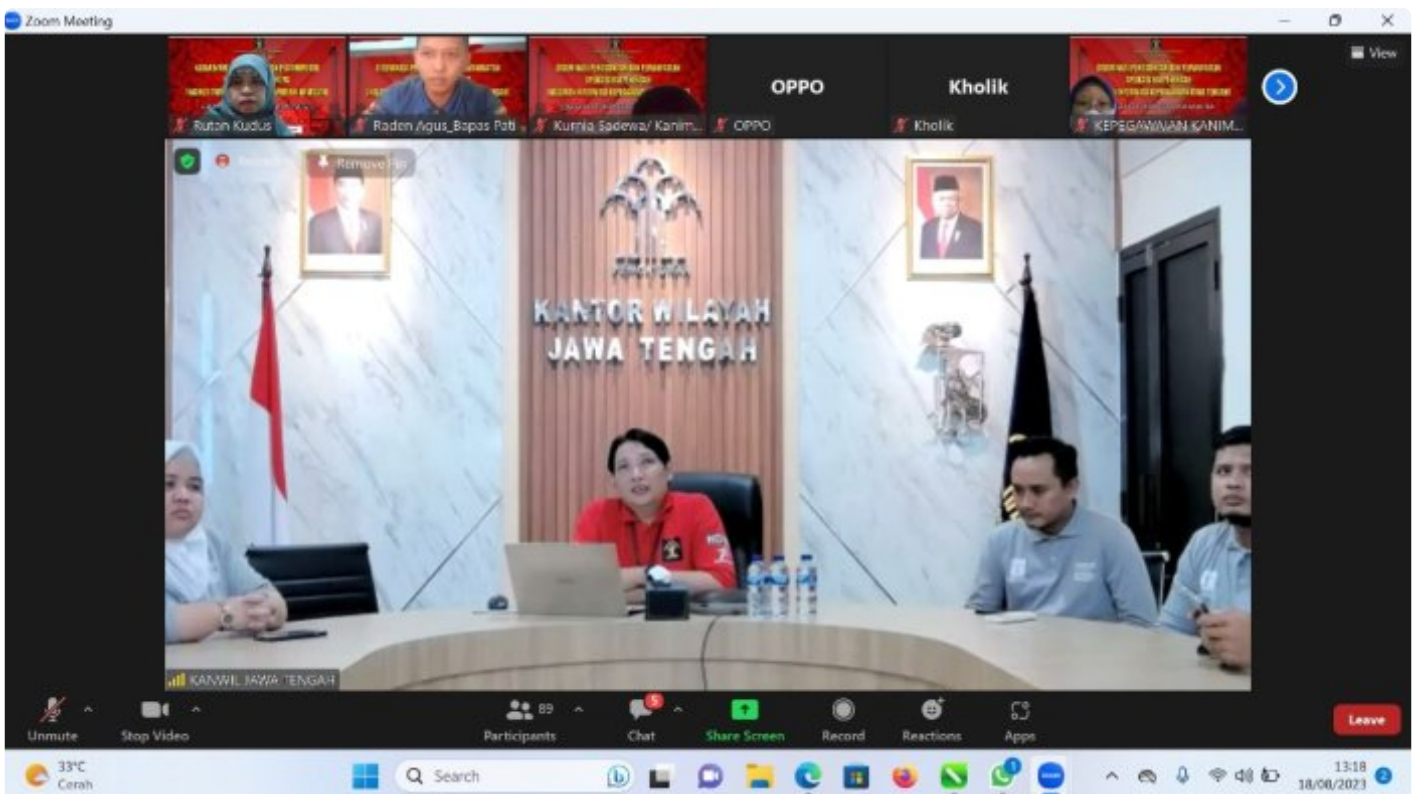 Zoom Meeting
View
OPPO
Kholik
Rutan Kudus
Raden Agus_Bapas Pati
Kurnia Sadewa/ Kanim...
OPPO
Kholik
KEPEGAWAIAN KANIM...
Remove Pin
KANTOR WILAYAH
JAWA TENGAH
KANWIL JAWA TENGAH
89
5
Unmute
Stop Video
Participants
Chat
Share Screen
Record
Reactions
Apps
Leave
33°C
Cerah
Search
1
13:18
18/08/2023
2